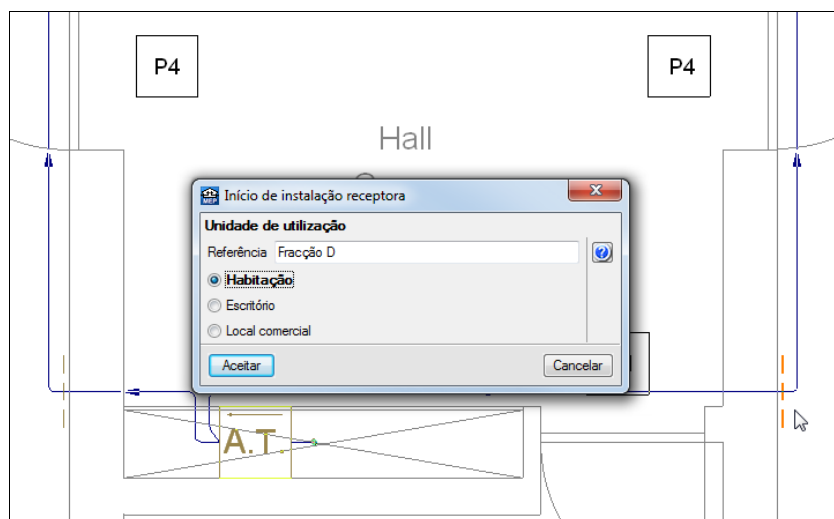 P4
P4
Hall
MEP
Início de instalação receptora
Unidade de utilização
Referência Fracção D
Habitação
Escritório
Local comercial
Aceitar
Cancelar
A.T.